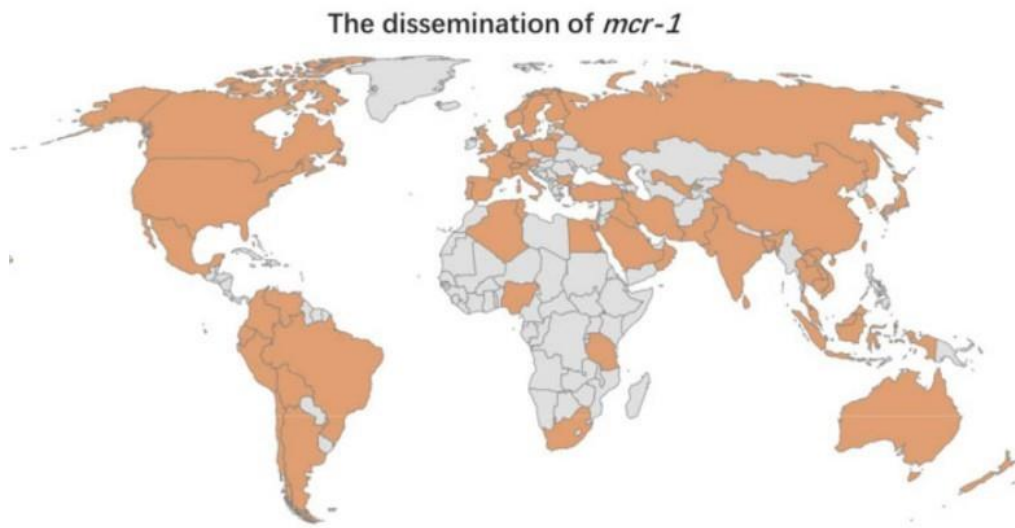 The dissemination of mcr-1